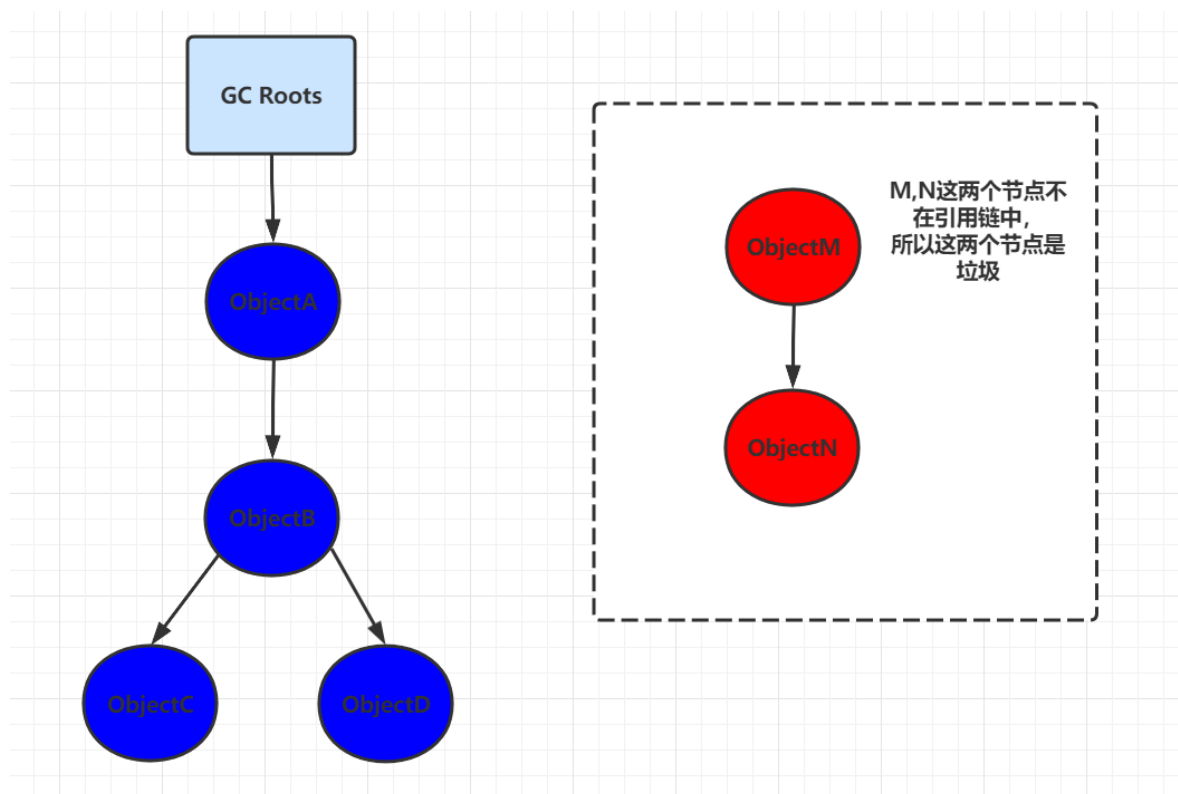 GC Roots
ObjectA
ObjectB
ObjectC
ObjectD
ObjectM
ObjectN
M,N这两个节点不
在引用链中，
所以这两个节点是
垃圾